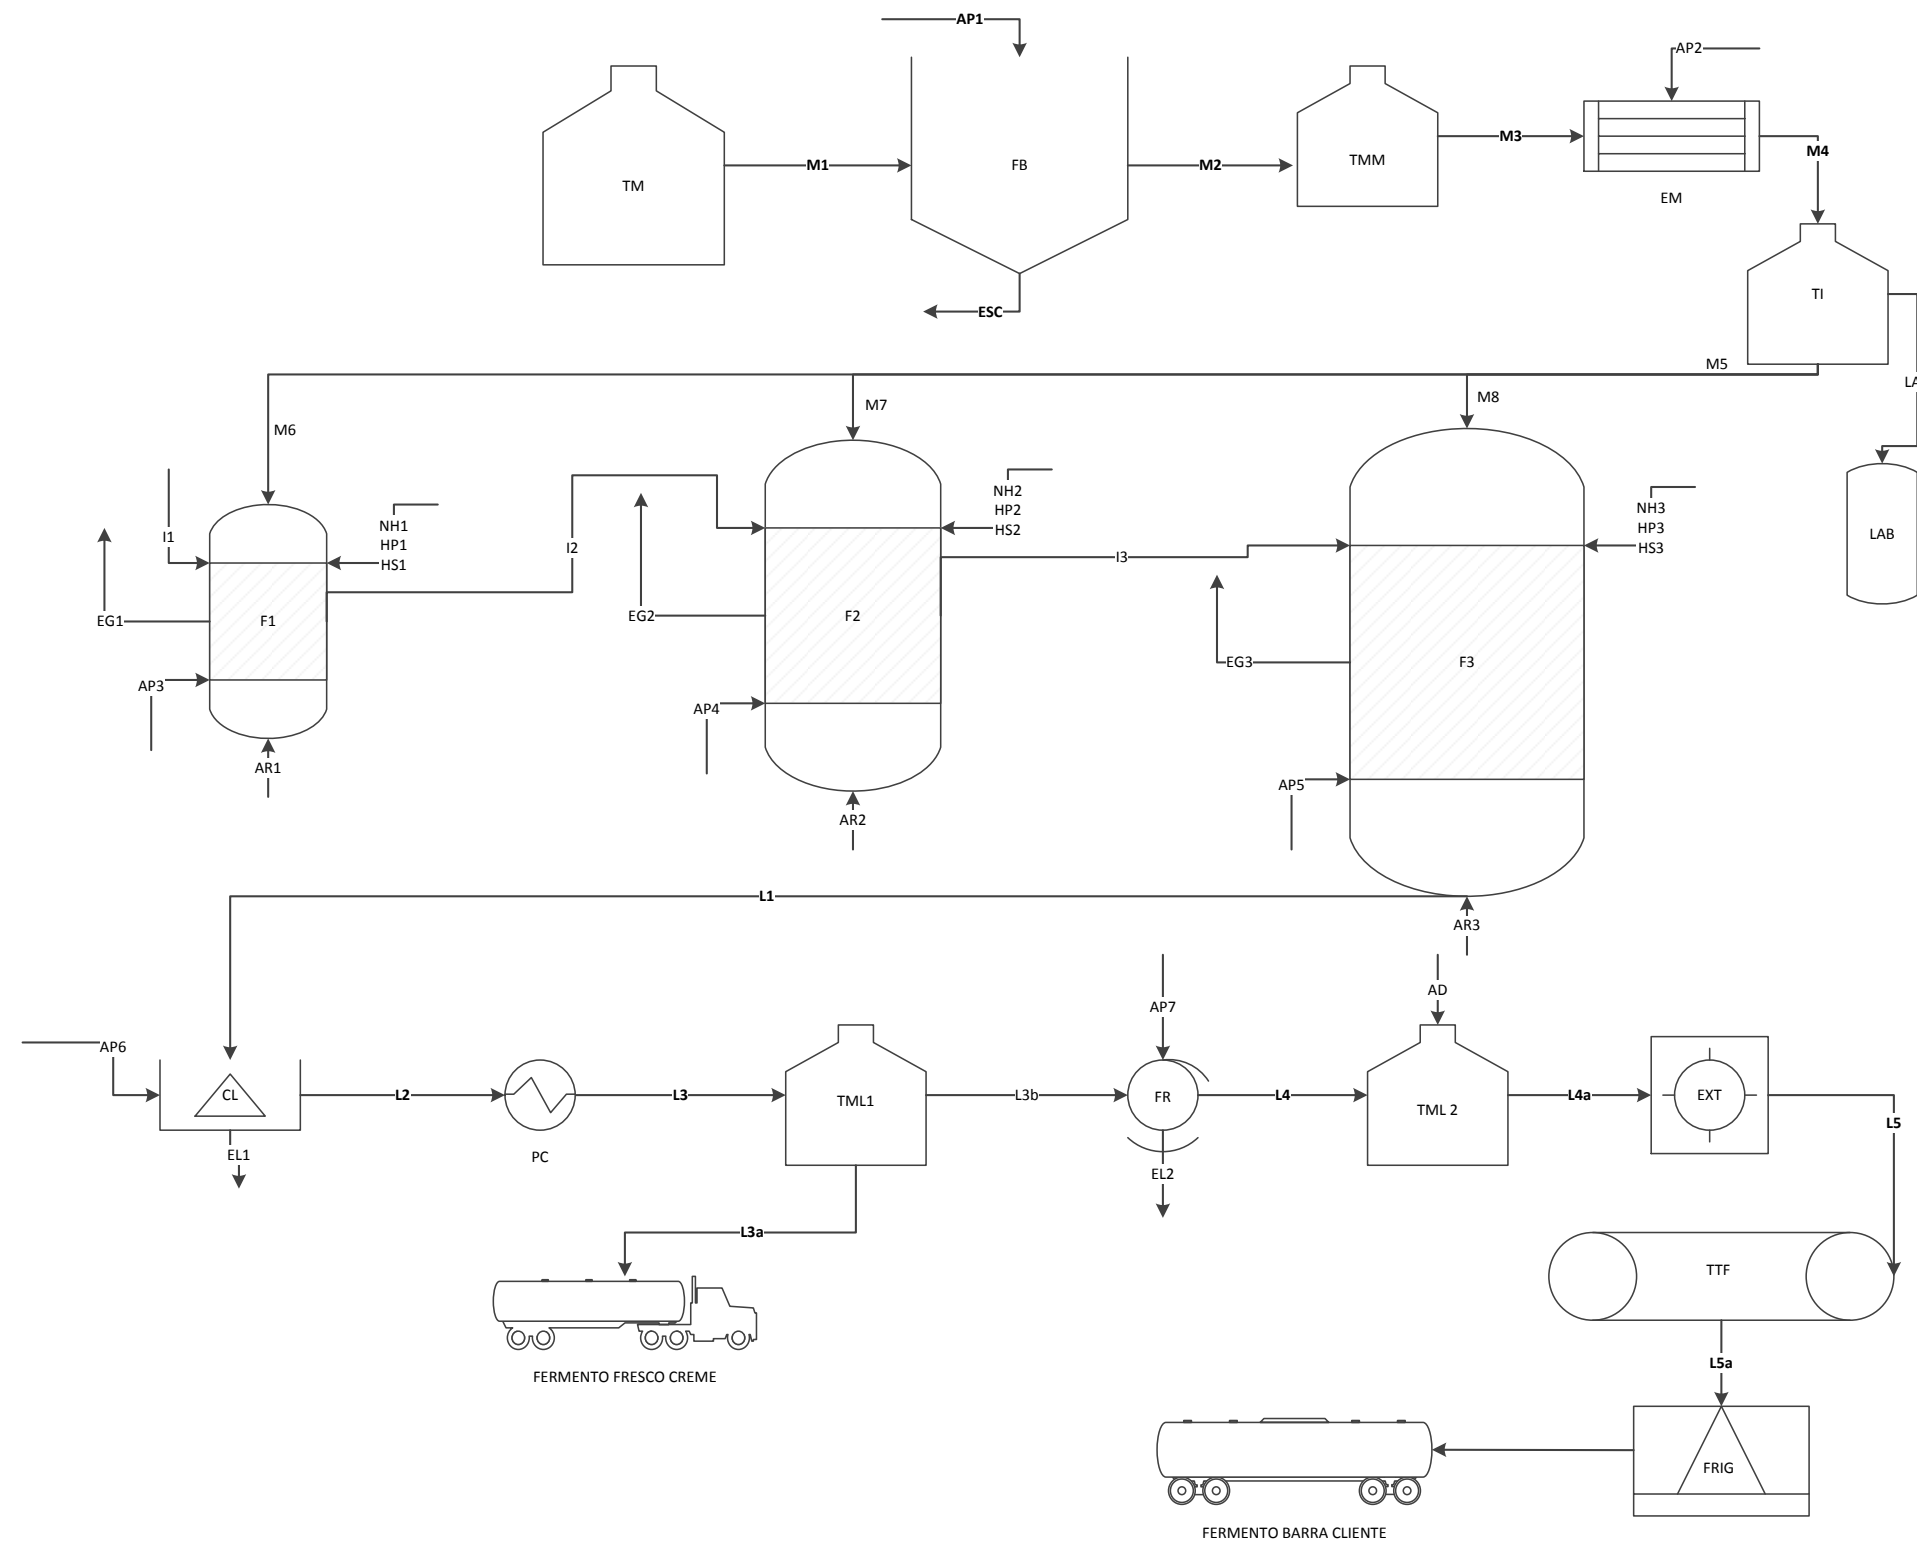 AP1
AP2
M1
M2
M3
M4
TM
FB
TMM
EM
TI
ESC
M5
M6
M7
M8
LA
I1
NH1
HP1
HS1
I2
NH2
HP2
HS2
I3
NH3
HP3
HS3
LAB
EG1
F1
EG2
F2
EG3
F3
AP3
AP4
AP5
AR1
AR2
AR3
L1
AP6
CL
EL1
L2
PC
L3
TML1
L3b
AP7
FR
EL2
L4
AD
TML 2
L4a
EXT
L5
L3a
FERMENTO FRESCO CREME
TTF
L5a
FRIG
FERMENTO BARRA CLIENTE